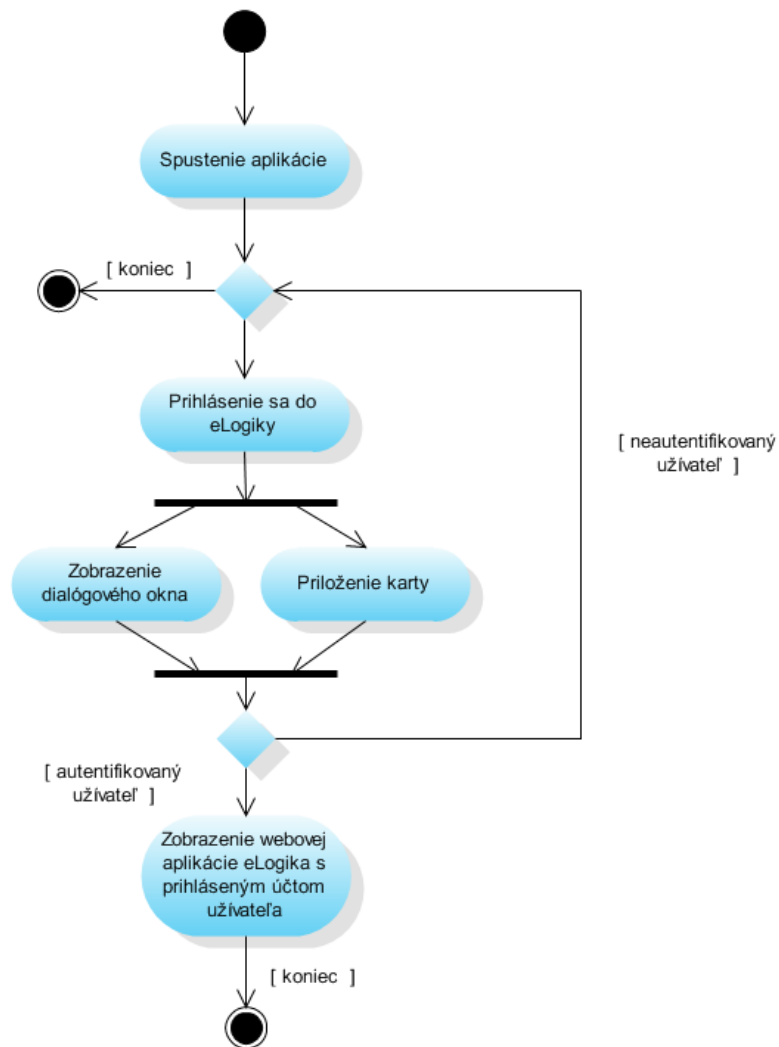 Spustenie aplikácie
[ koniec ]
Prihlásenie sa do
eLogiky
[ neautentifikovaný
užívateľ ]
Zobrazenie
dialógového okna
Priloženie karty
[ autentifikovaný
užívateľ ]
Zobrazenie webovej
aplikácie eLogika s
prihláseným účtom
užívateľa
[ koniec ]